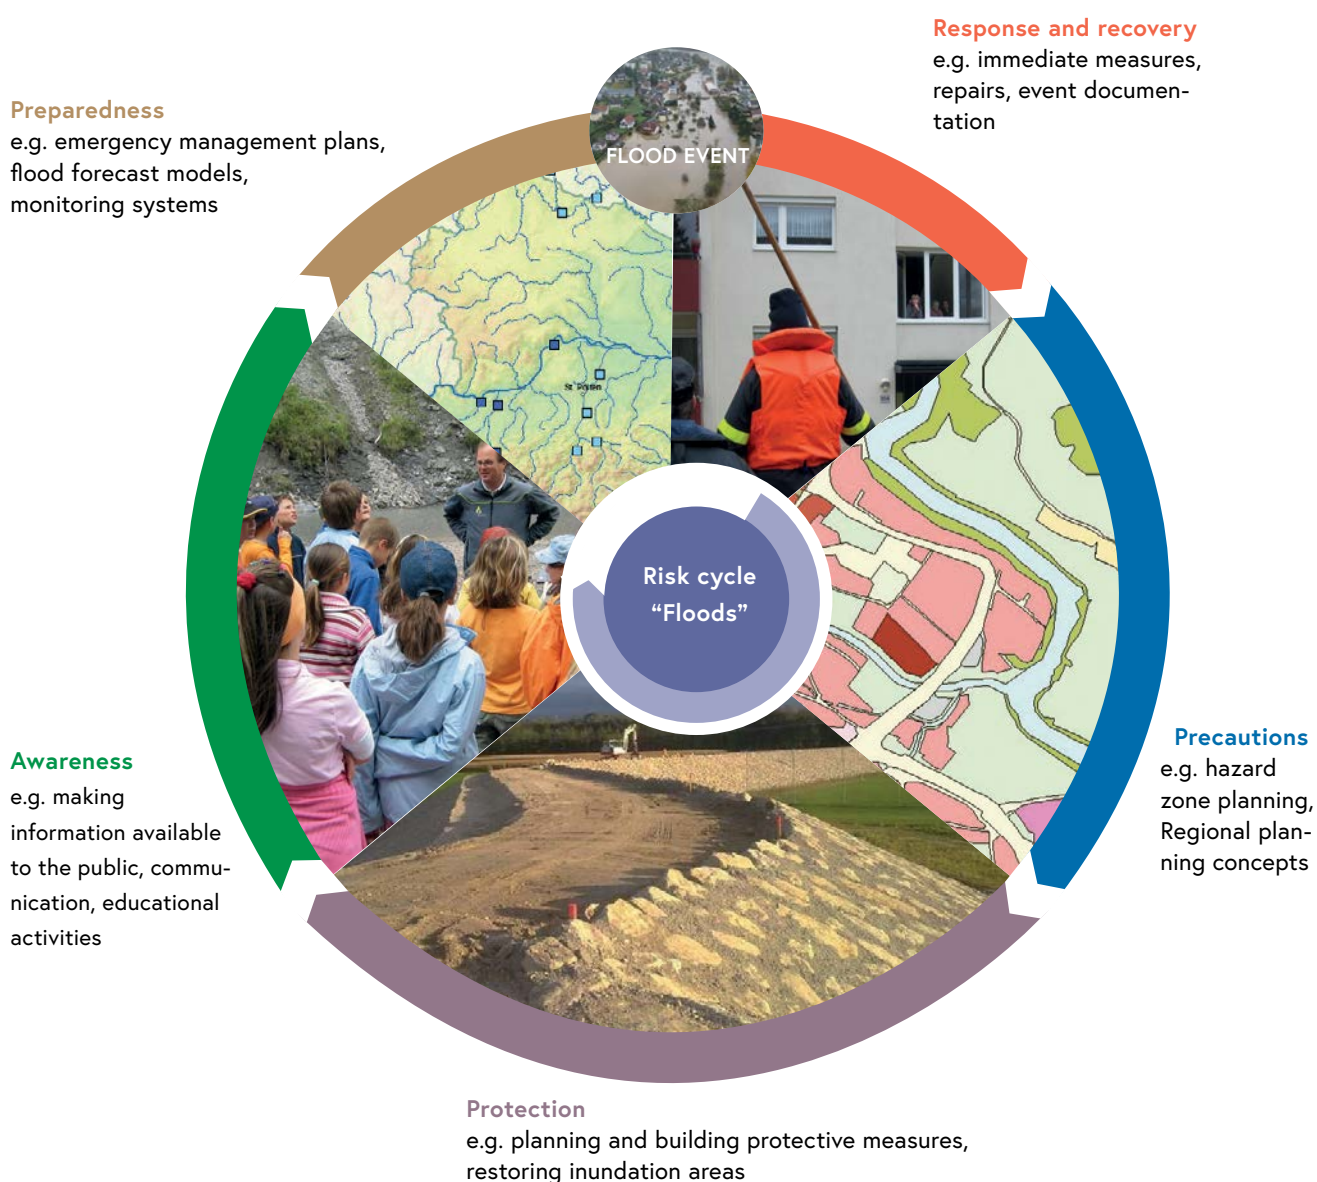 Response and recovery
e.g. immediate measures,
repairs, event documen-
tation
Preparedness
e.g. emergency management plans,
flood forecast models,
monitoring systems
FLOOD EVENT
St. Pölten
Risk cycle
“Floods”
Precautions
e.g. hazard
zone planning,
Regional plan-
ning concepts
Awareness
e.g. making
information available
to the public, commu-
nication, educational
activities
Protection
e.g. planning and building protective measures,
restoring inundation areas